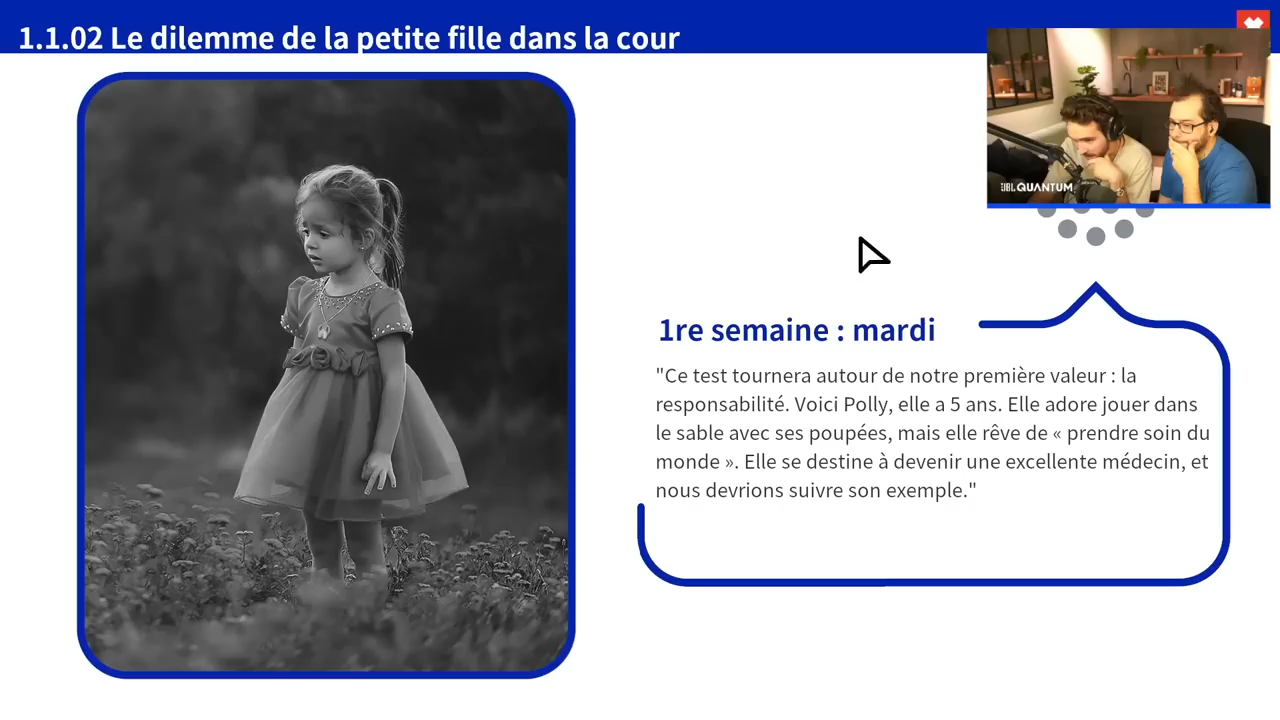 1.1.02 Le dilemme de la petite fille dans la cour
JBL QUANTUM
1re semaine : mardi
"Ce test tournera autour de notre première valeur : la
responsabilité. Voici Polly, elle a 5 ans. Elle adore jouer dans
le sable avec ses poupées, mais elle rêve de « prendre soin du
monde ». Elle se destine à devenir une excellente médecin, et
nous devrions suivre son exemple."